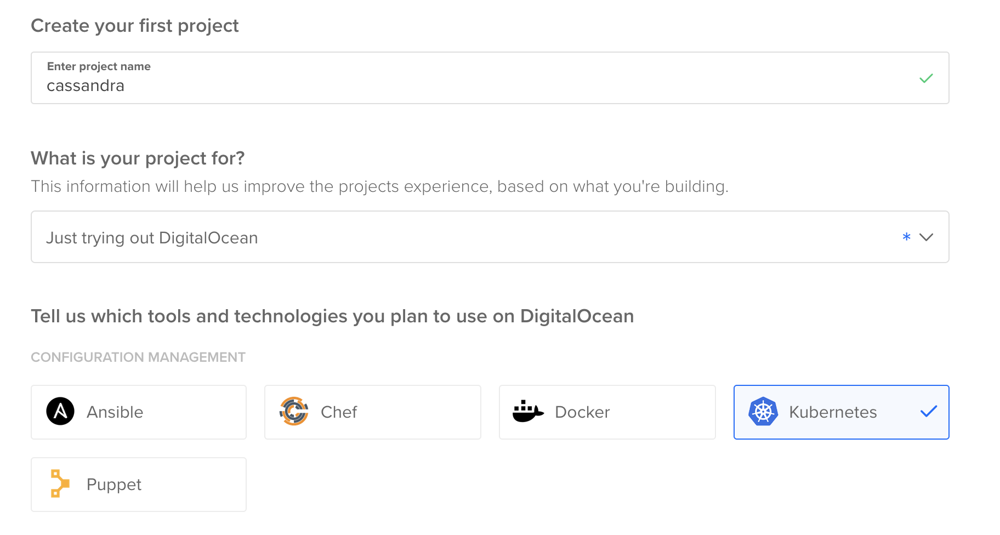 Create your first project
Enter project name
cassandra
What is your project for?
This information will help us improve the projects experience, based on what you're building.
Just trying out DigitalOcean *
Tell us which tools and technologies you plan to use on DigitalOcean
CONFIGURATION MANAGEMENT
Ansible Chef Docker Kubernetes
Puppet